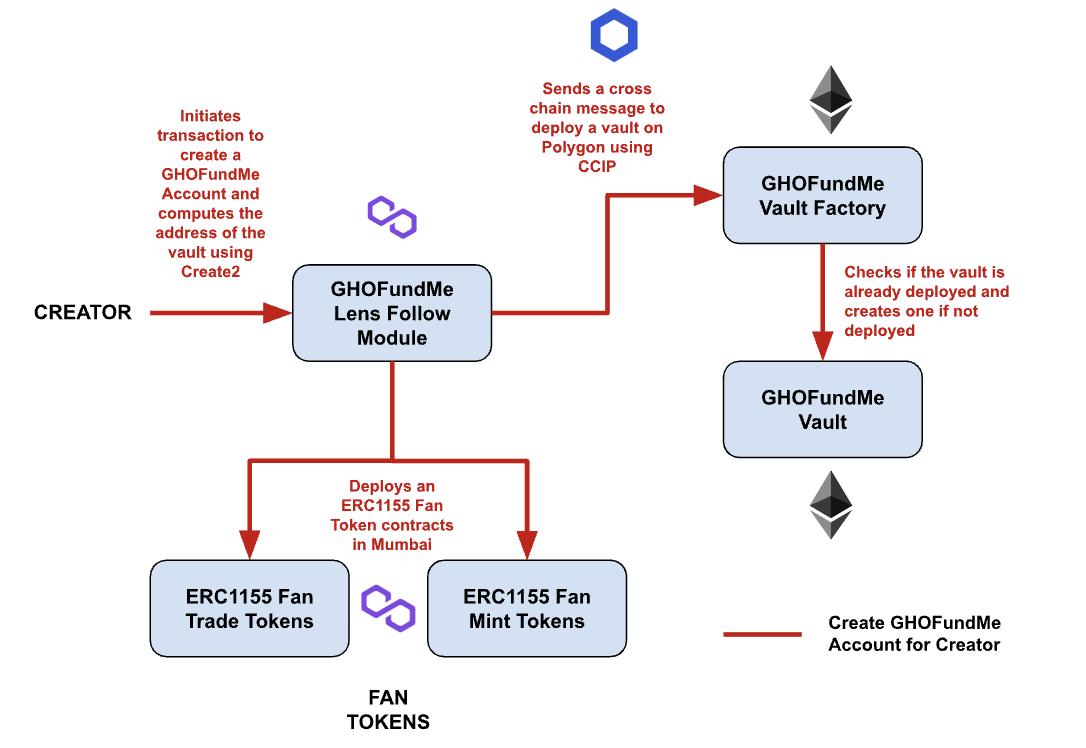 Sends a cross
chain message to
deploy a vault on
Polygon using
CCIP
Initiates
transaction to
create a
GHOFundMe
Account and
computes the
address of the
vault using
Create2
GHOFundMe
Vault Factory
CREATOR
GHOFundMe
Lens Follow
Module
Checks if the vault is
already deployed and
creates one if not
deployed
GHOFundMe
Vault
Deploys an
ERC1155 Fan
Token contracts
in Mumbai
ERC1155 Fan
Trade Tokens
ERC1155 Fan
Mint Tokens
Create GHOFundMe
Account for Creator
FAN
TOKENS